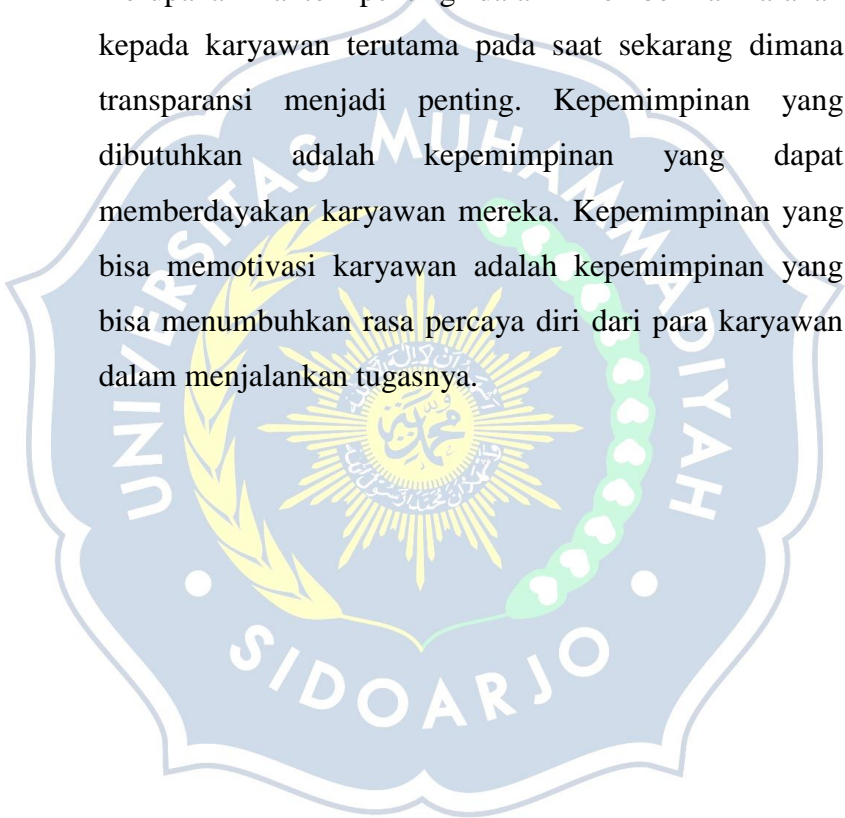 kepada karyawan terutama pada saat sekarang dimana
transparansi menjadi penting. Kepemimpinan yang
dibutuhkan adalah kepemimpinan yang dapat
memberdayakan karyawan mereka. Kepemimpinan yang
bisa memotivasi karyawan adalah kepemimpinan yang
bisa menumbuhkan rasa percaya diri dari para karyawan
dalam menjalankan tugasnya.
UNIVERSITAS MUHAMMADIYAH
محمد
SIDOARJO